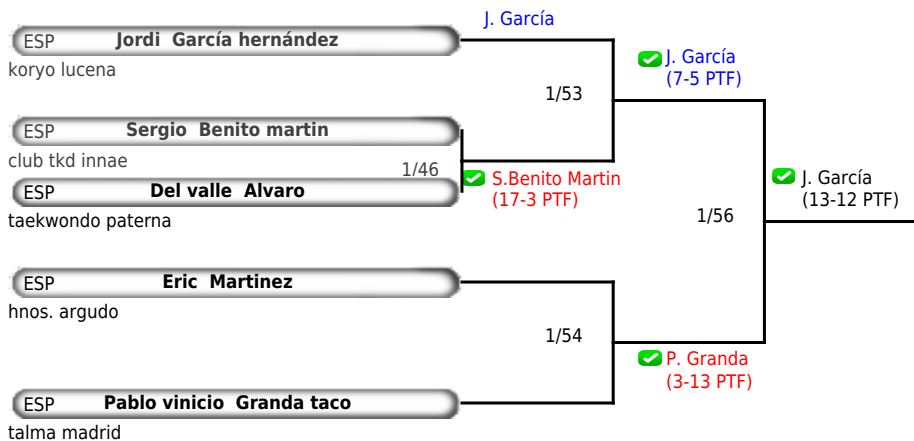 J. García
ESP Jordi García hernández
koryo lucena
J. García
(7-5 PTF)
1/53
ESP Sergio Benito martin
club tkd innae
1/46
S.Benito Martin
(17-3 PTF)
ESP Del valle Alvaro
taekwondo paterna
J. García
(13-12 PTF)
1/56
ESP Eric Martinez
hnos. argudo
1/54
P. Granda
(3-13 PTF)
ESP Pablo vinicio Granda taco
talma madrid